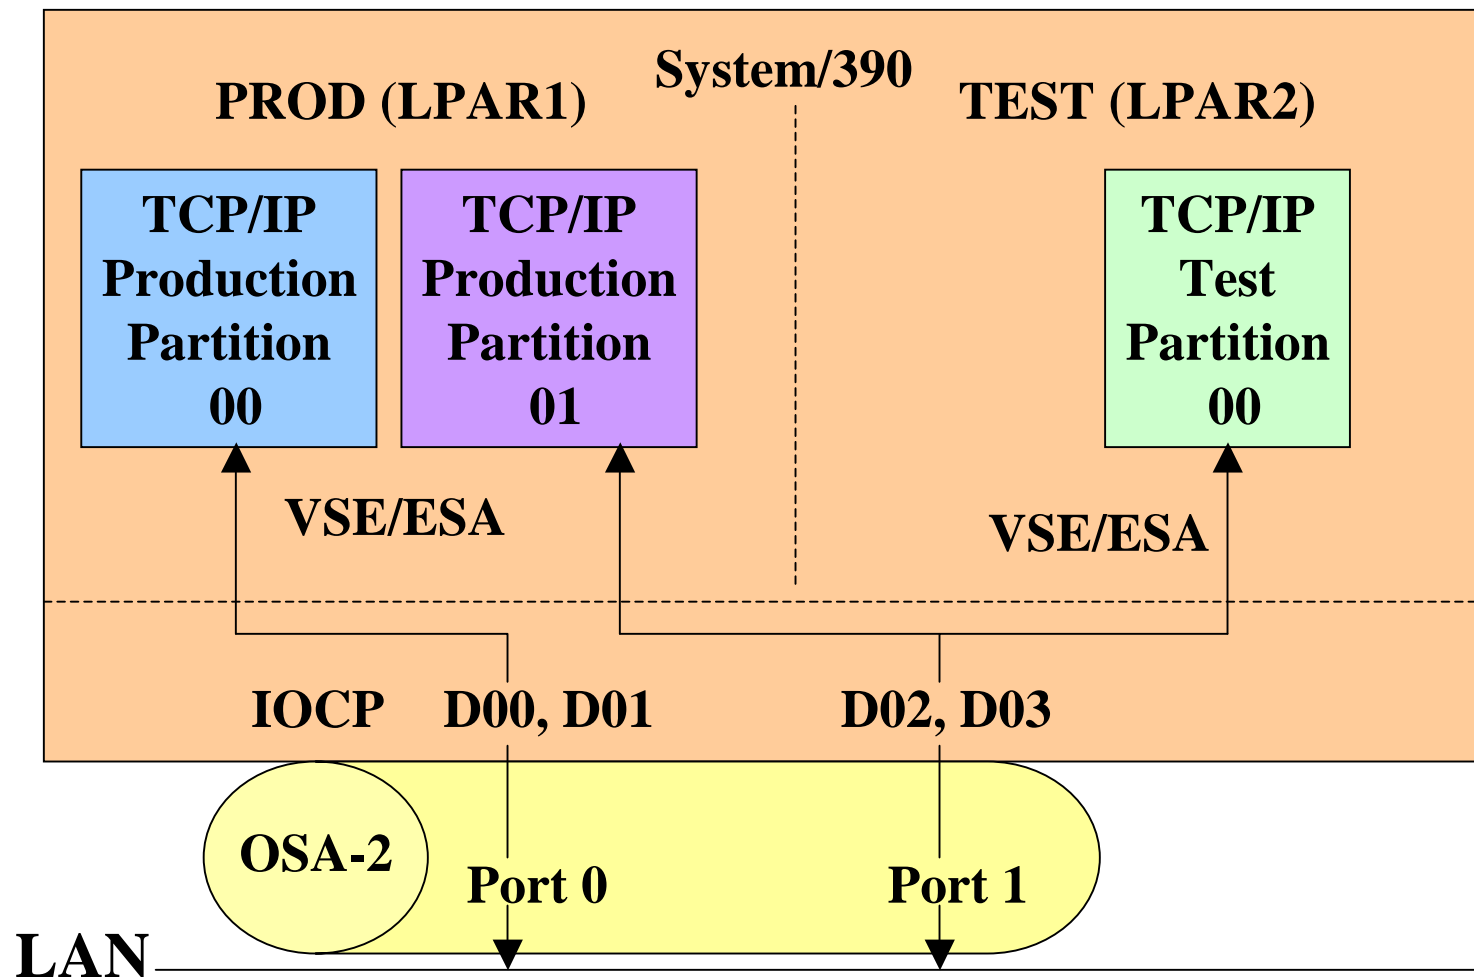 System/390
PROD (LPAR1)
TEST (LPAR2)
TCP/IP
Production
Partition
00
TCP/IP
Production
Partition
01
TCP/IP
Test
Partition
00
VSE/ESA
VSE/ESA
IOCP
D00, D01
D02, D03
OSA-2
Port 0
Port 1
LAN